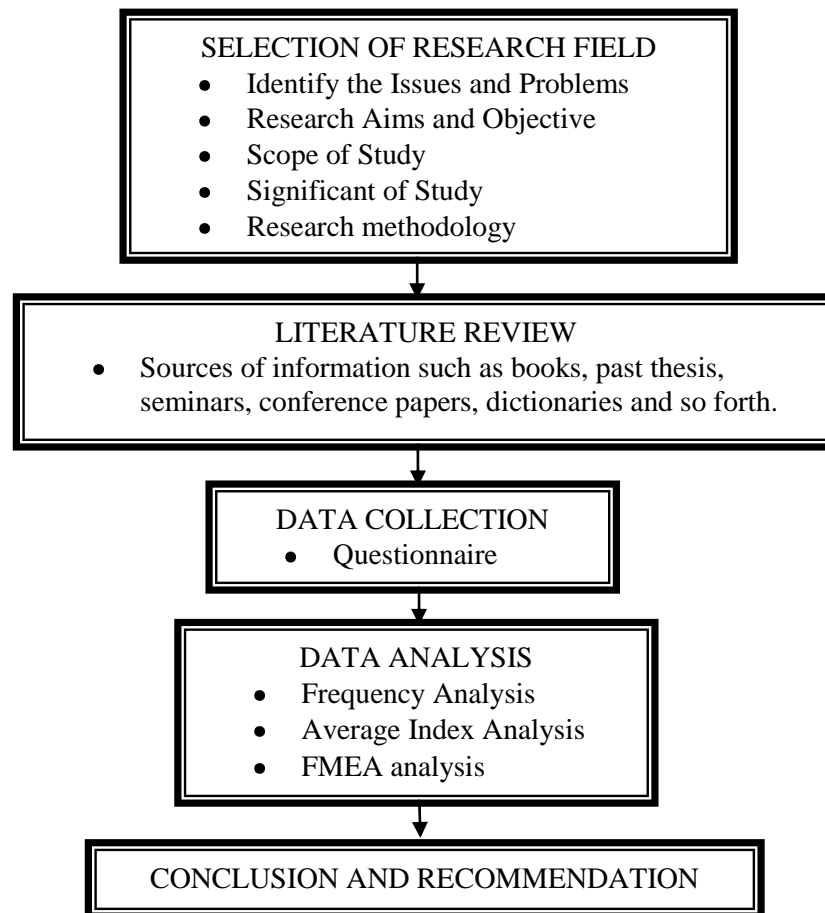 SELECTION OF RESEARCH FIELD
• Identify the Issues and Problems
• Research Aims and Objective
• Scope of Study
• Significant of Study
• Research methodology
LITERATURE REVIEW
• Sources of information such as books, past thesis,
seminars, conference papers, dictionaries and so forth.
DATA COLLECTION
• Questionnaire
DATA ANALYSIS
• Frequency Analysis
• Average Index Analysis
• FMEA analysis
CONCLUSION AND RECOMMENDATION